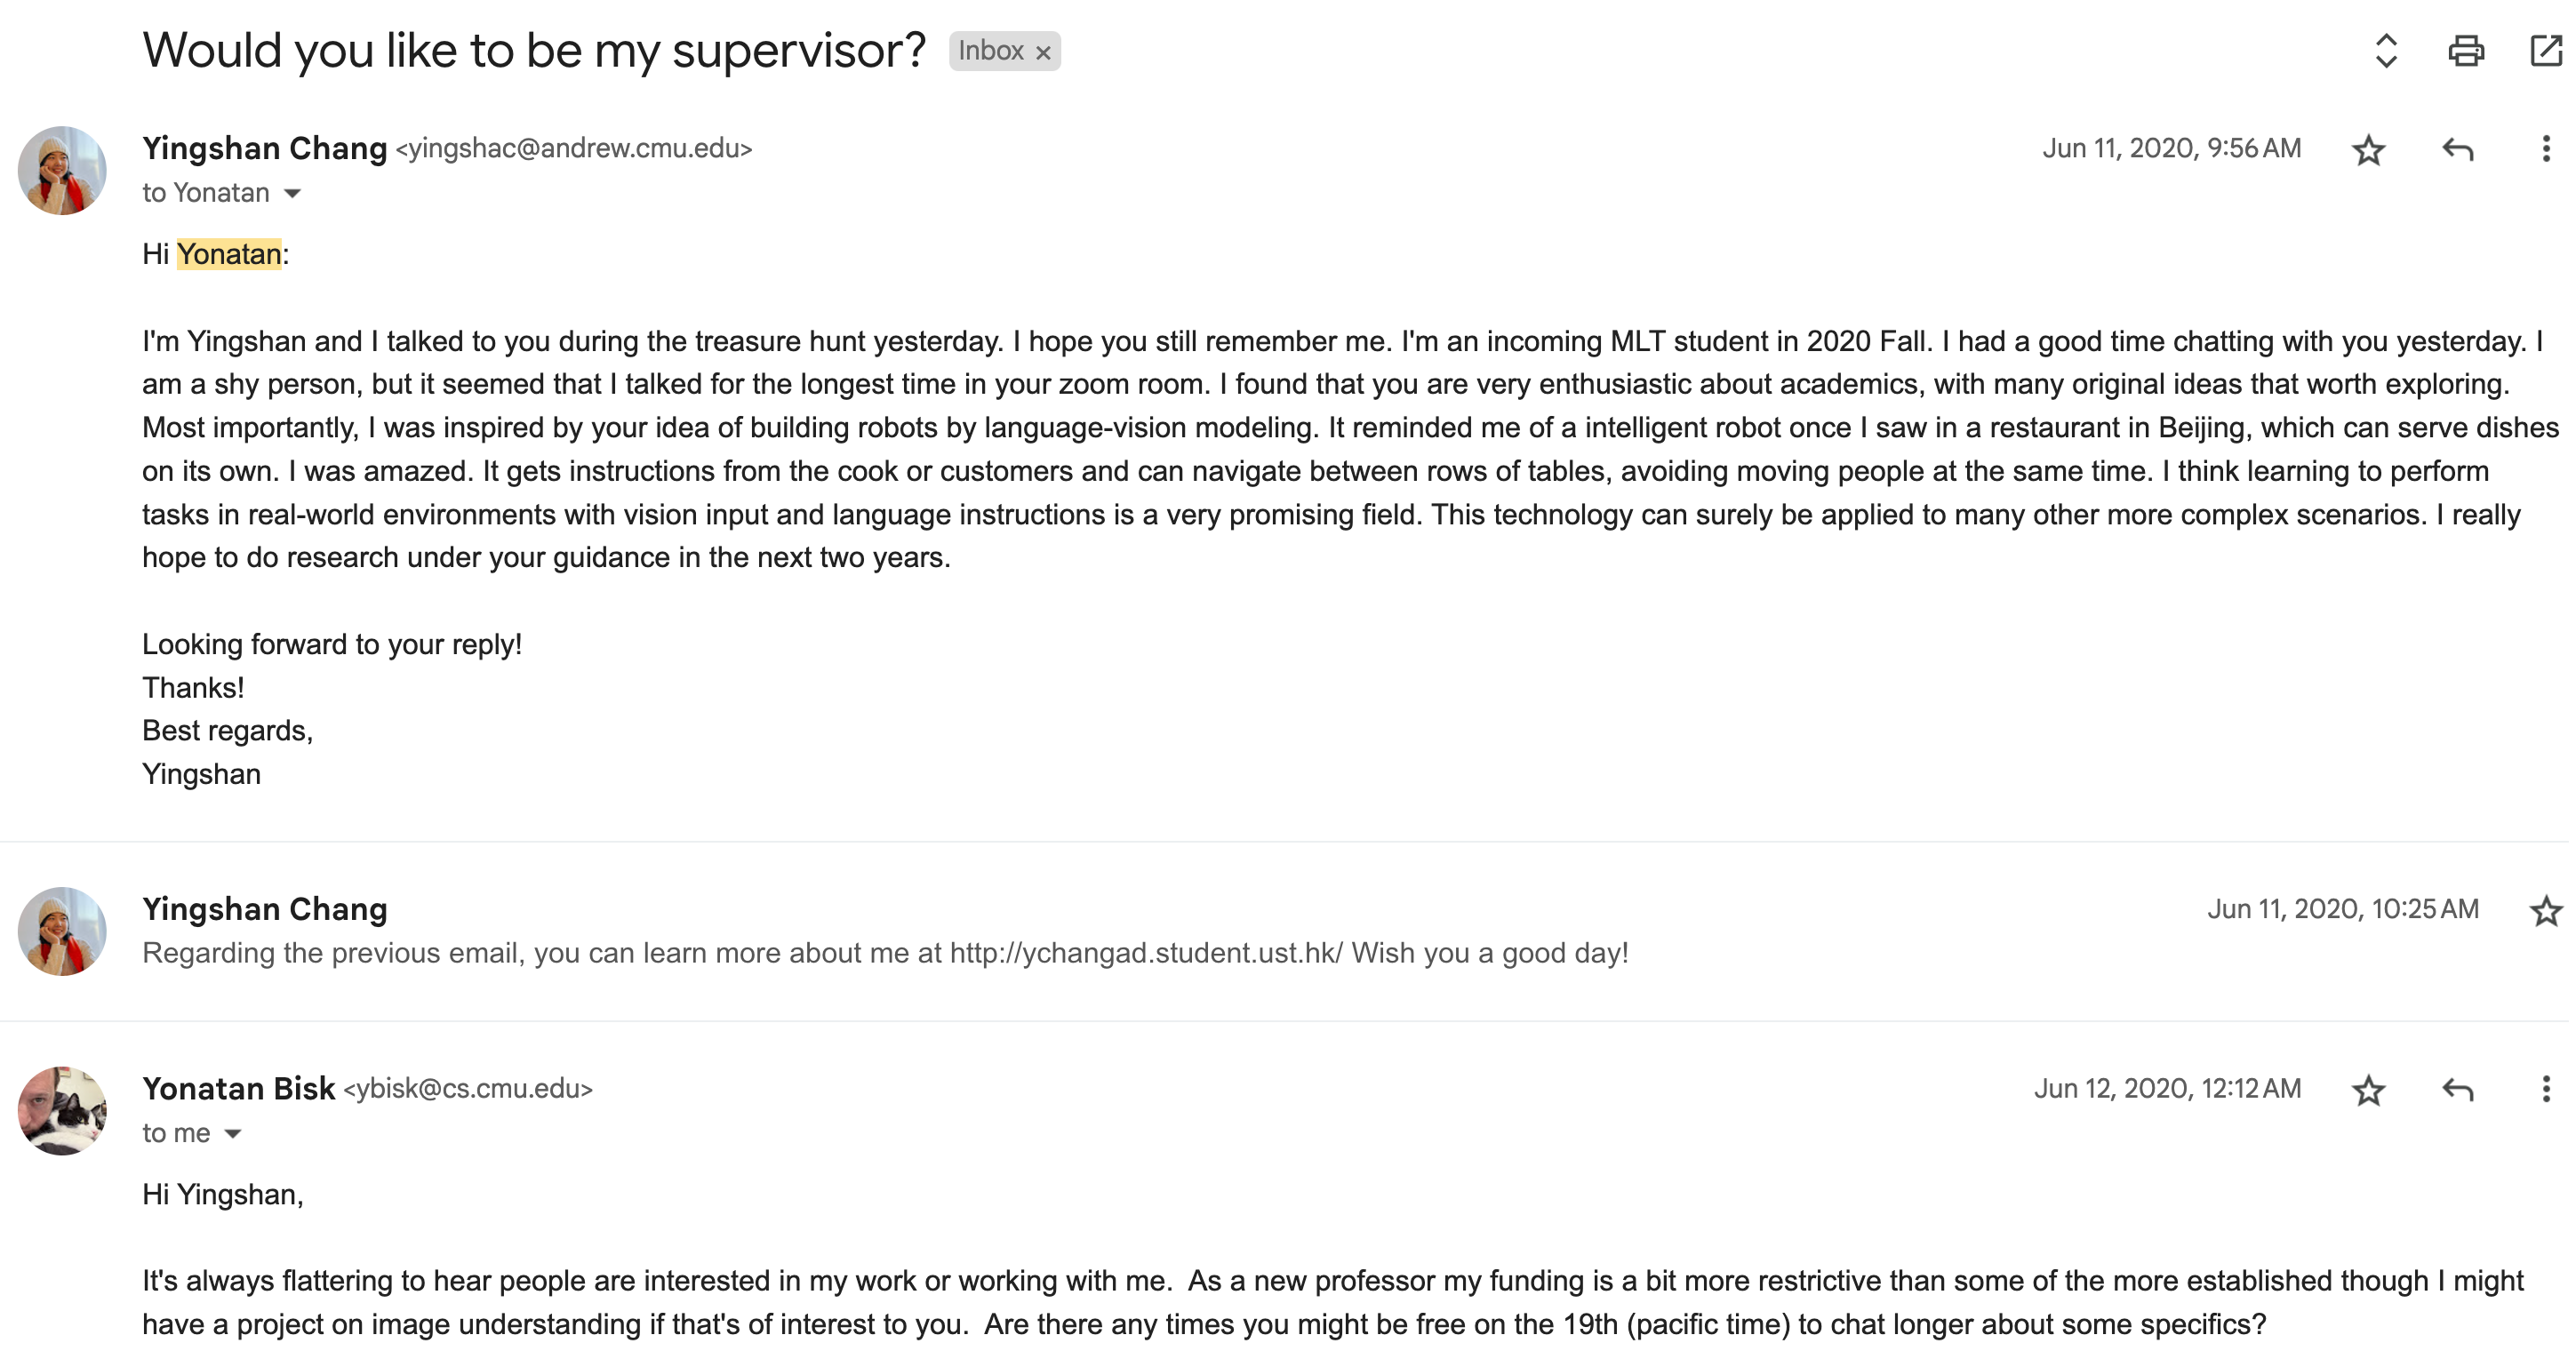 Would you like to be my supervisor? Inbox ×
Yingshan Chang <yingshac@andrew.cmu.edu> Jun 11, 2020, 9:56 AM
to Yonatan
Hi Yonatan:
I'm Yingshan and I talked to you during the treasure hunt yesterday. I hope you still remember me. I'm an incoming MLT student in 2020 Fall. I had a good time chatting with you yesterday. I
am a shy person, but it seemed that I talked for the longest time in your zoom room. I found that you are very enthusiastic about academics, with many original ideas that worth exploring.
Most importantly, I was inspired by your idea of building robots by language-vision modeling. It reminded me of a intelligent robot once I saw in a restaurant in Beijing, which can serve dishes
on its own. I was amazed. It gets instructions from the cook or customers and can navigate between rows of tables, avoiding moving people at the same time. I think learning to perform
tasks in real-world environments with vision input and language instructions is a very promising field. This technology can surely be applied to many other more complex scenarios. I really
hope to do research under your guidance in the next two years.
Looking forward to your reply!
Thanks!
Best regards,
Yingshan
Yingshan Chang Jun 11, 2020, 10:25 AM
Regarding the previous email, you can learn more about me at http://ychangad.student.ust.hk/ Wish you a good day!
Yonatan Bisk <ybisk@cs.cmu.edu> Jun 12, 2020, 12:12 AM
to me
Hi Yingshan,
It's always flattering to hear people are interested in my work or working with me.  As a new professor my funding is a bit more restrictive than some of the more established though I might
have a project on image understanding if that's of interest to you.  Are there any times you might be free on the 19th (pacific time) to chat longer about some specifics?